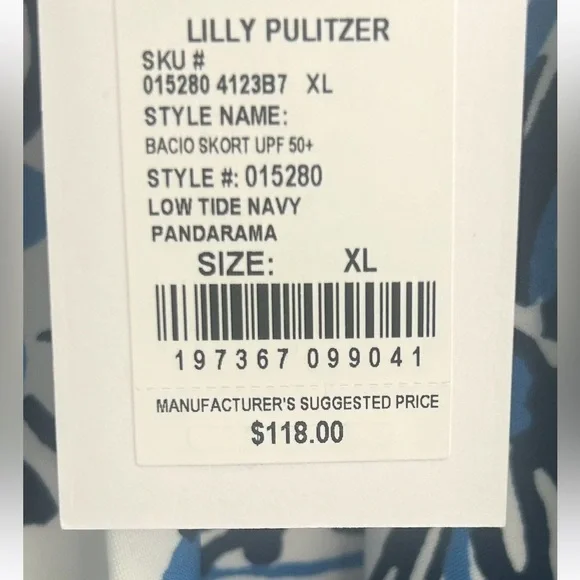 LILLY PULITZER
SKU #
015280 4123B7 XL
STYLE NAME:
BACIO SKORT UPF 50+
STYLE #: 015280
LOW TIDE NAVY
PANDARAMA
SIZE: XL
197367 099041
MANUFACTURER'S SUGGESTED PRICE
$118.00